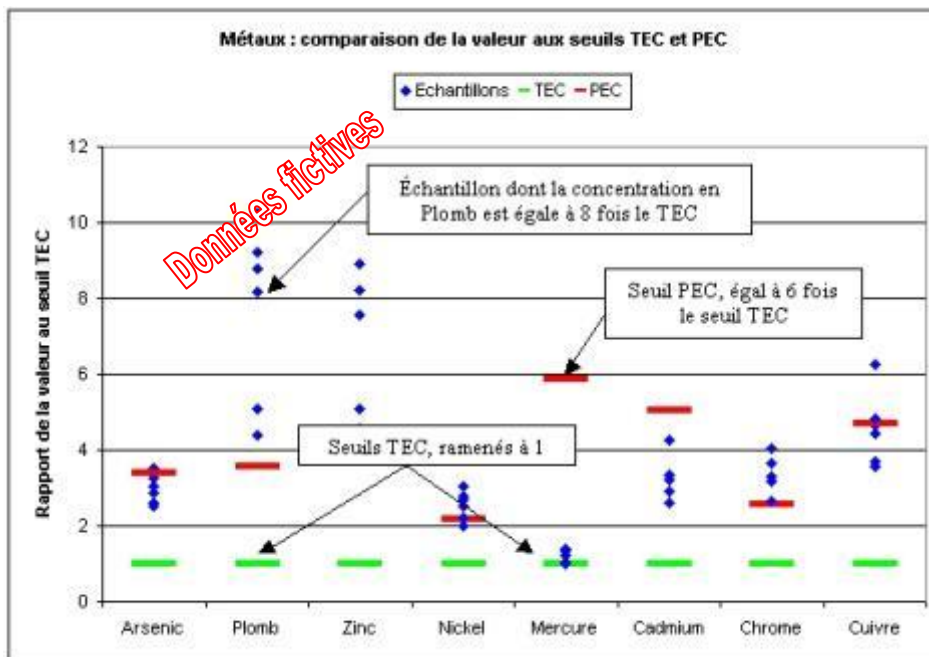 Métaux : comparaison de la valeur aux seuils TEC et PEC
Echantillons TEC PEC
Données fictives
Échantillon dont la concentration en
Plomb est égale à 8 fois le TEC
Seuil PEC, égal à 6 fois
le seuil TEC
Seuils TEC, ramenés à 1
Rapport de la valeur au seuil TEC
12
10
8
6
4
2
0
Arsenic Plomb Zinc Nickel Mercure Cadmium Chrome Cuivre